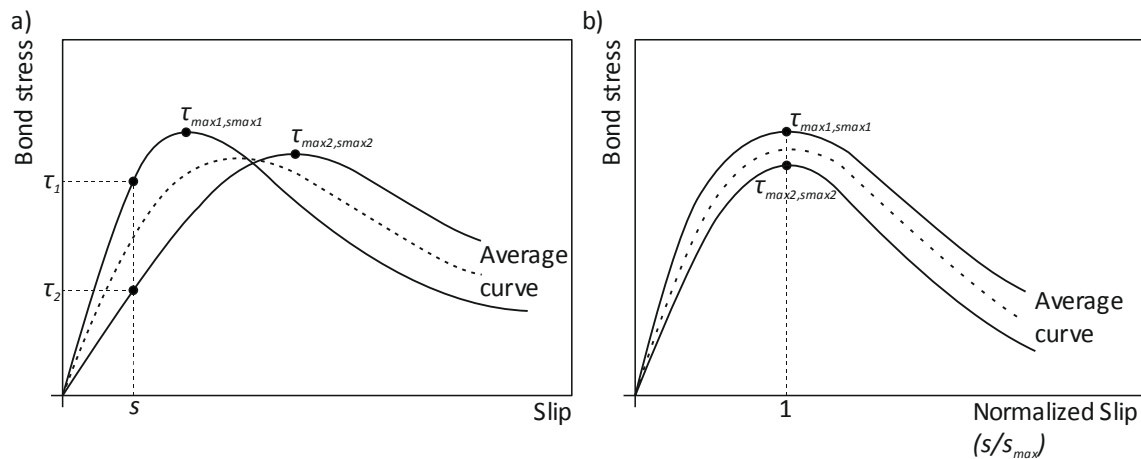 a)
Bond stress
τmax1,smax1
τmax2,smax2
τ1
τ2
Average
curve
s
Slip
b)
Bond stress
τmax1,smax1
τmax2,smax2
Average
curve
1
Normalized Slip
(s/smax)